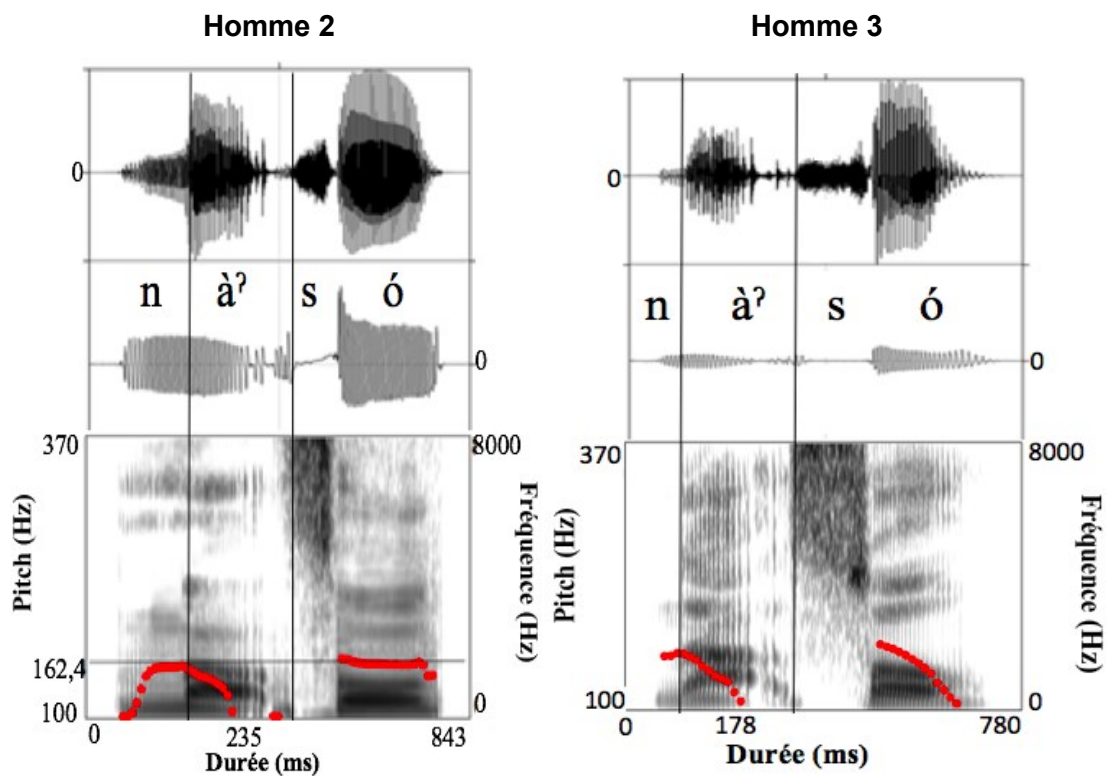 Homme 2
0
n à ˀ s ó
0
370
8000
Pitch (Hz)
Fréquence (Hz)
162,4
100
0
0 235 843
Durée (ms)
Homme 3
0
n à ˀ s ó
0
370
8000
Pitch (Hz)
Fréquence (Hz)
100
0
0 178 780
Durée (ms)